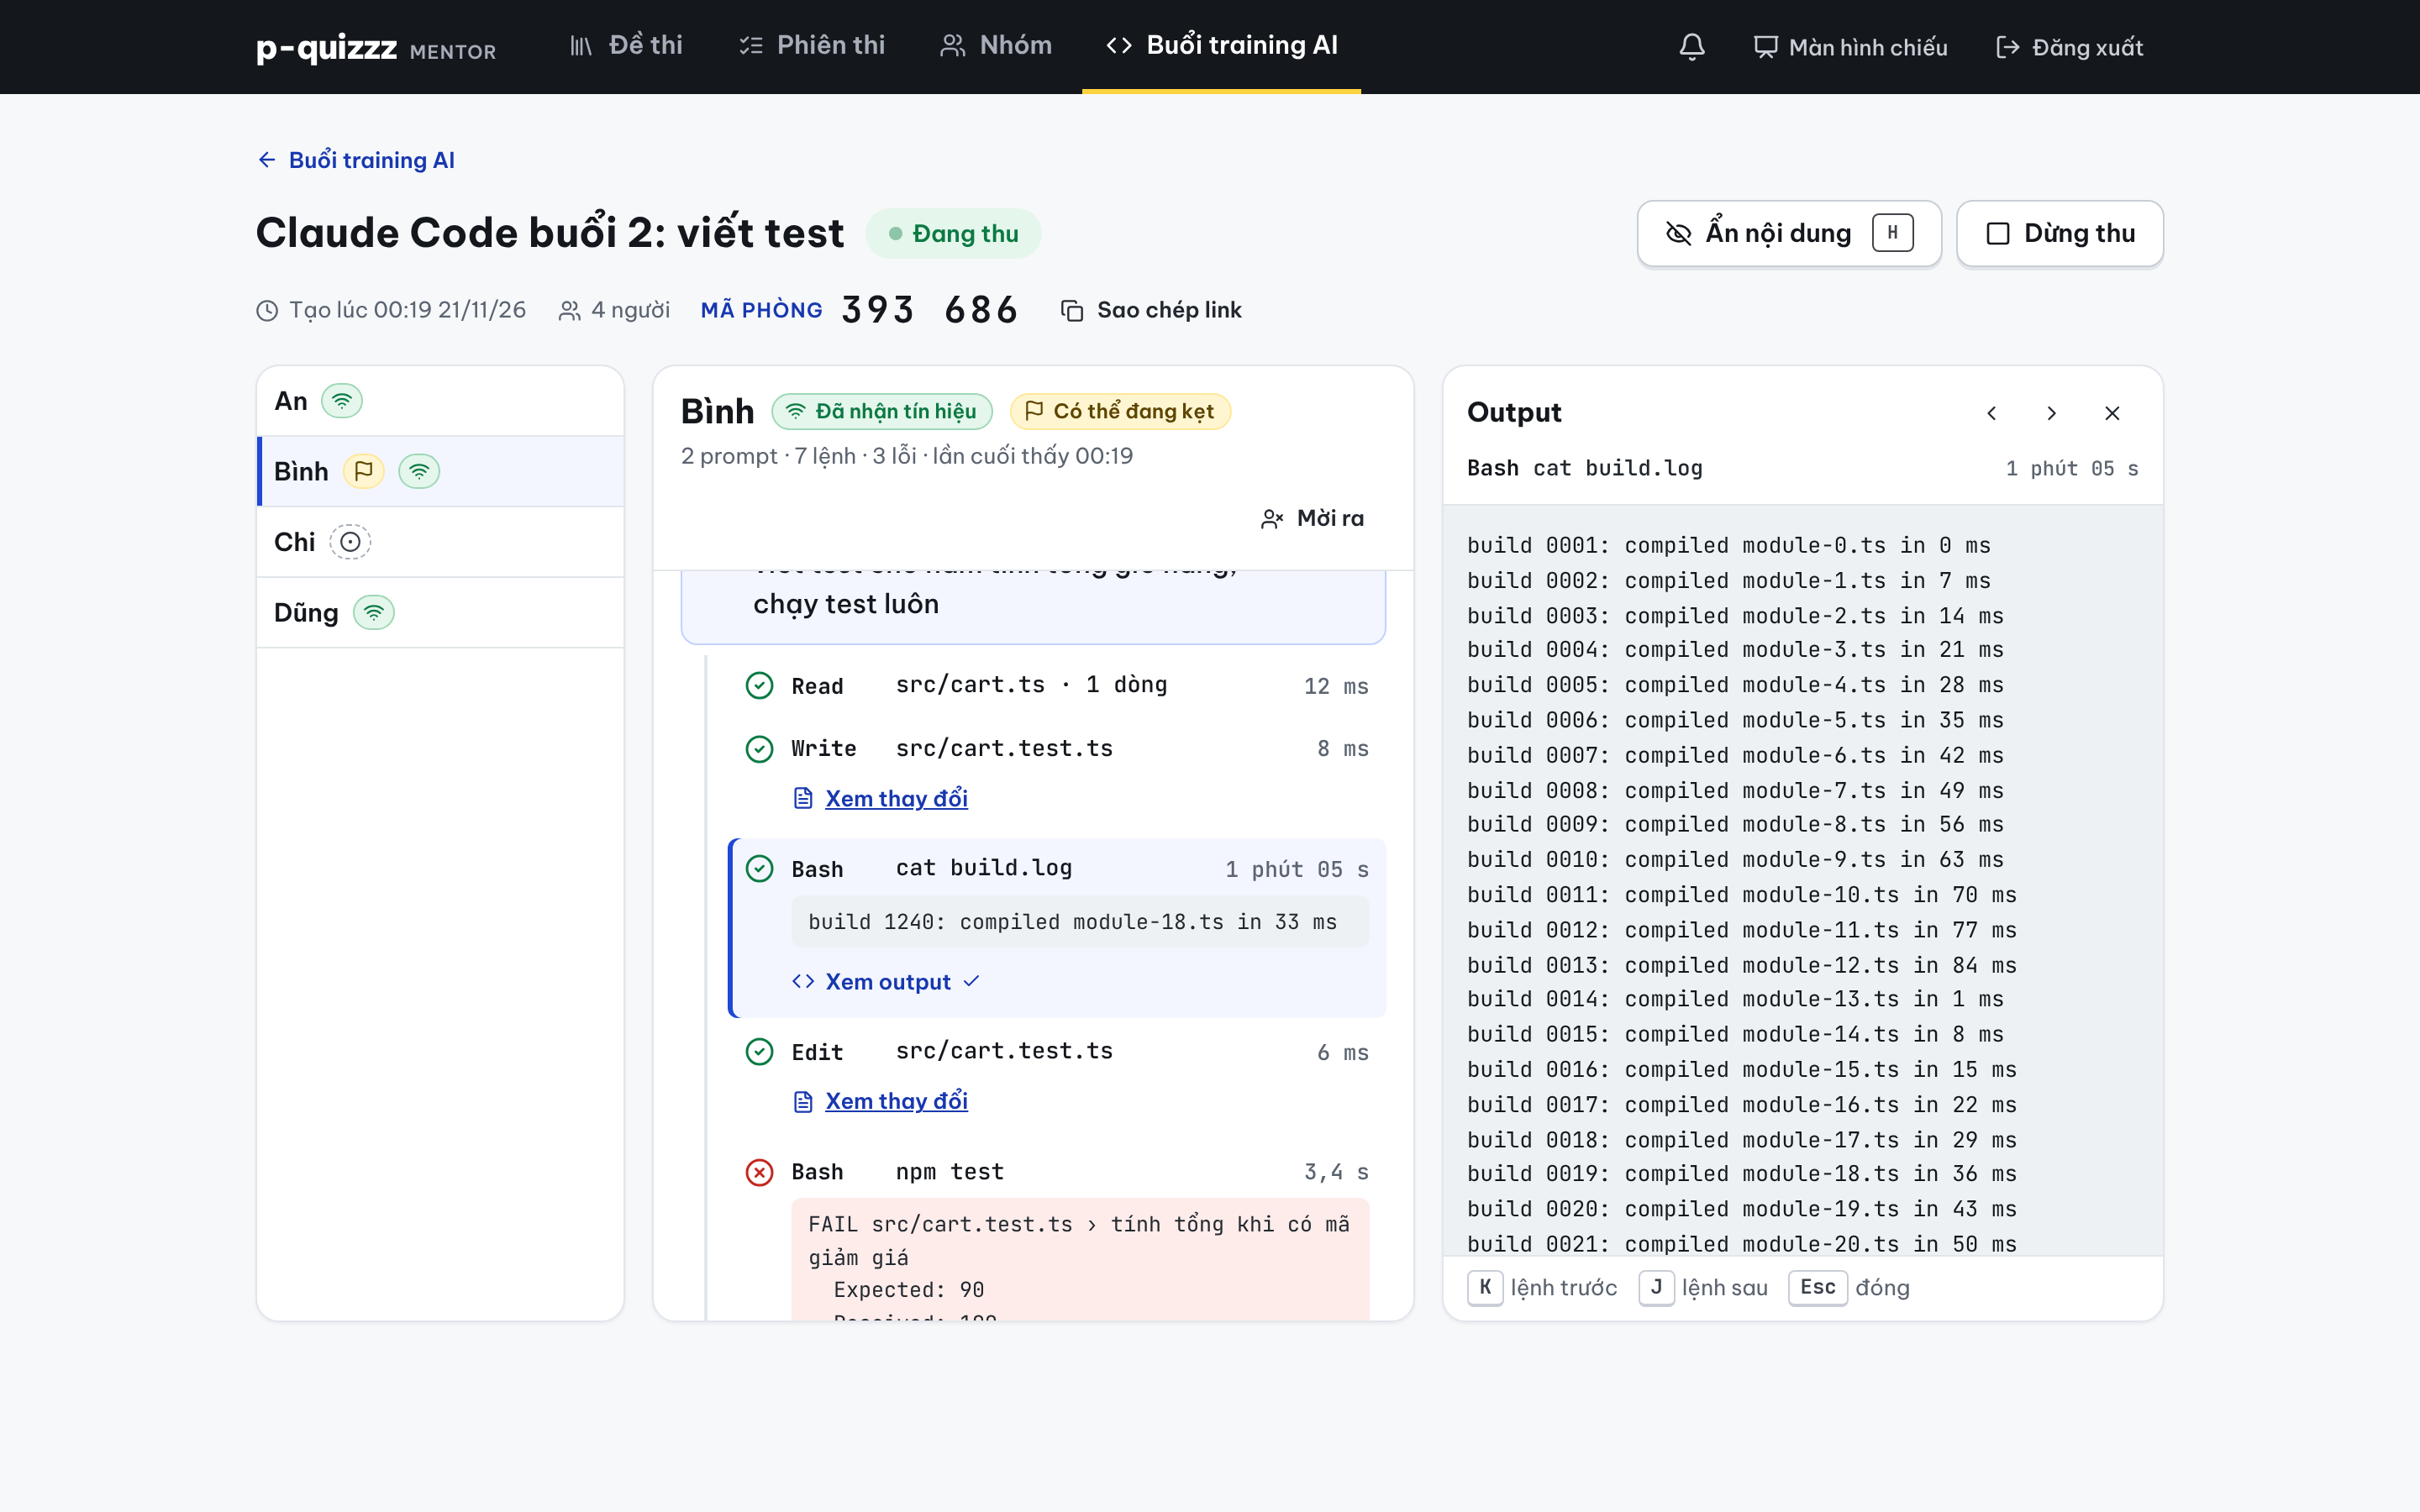 p-quizzz MENTOR
Đề thi
Phiên thi
Nhóm
Buổi training AI
Màn hình chiếu
Đăng xuất
Buổi training AI
Claude Code buổi 2: viết test
Đang thu
Ẩn nội dung H
Dừng thu
Tạo lúc 00:19 21/11/26
4 người
MÃ PHÒNG 393 686
Sao chép link
An
Bình
Chi
Dũng
Bình
Đã nhận tín hiệu
Có thể đang kẹt
2 prompt · 7 lệnh · 3 lỗi · lần cuối thấy 00:19
Mời ra
chạy test luôn
Read src/cart.ts · 1 dòng 12 ms
Write src/cart.test.ts 8 ms
Xem thay đổi
Bash cat build.log 1 phút 05 s
build 1240: compiled module-18.ts in 33 ms
Xem output
Edit src/cart.test.ts 6 ms
Xem thay đổi
Bash npm test 3,4 s
FAIL src/cart.test.ts › tính tổng khi có mã
giảm giá
Expected: 90
Output
Bash cat build.log 1 phút 05 s
build 0001: compiled module-0.ts in 0 ms
build 0002: compiled module-1.ts in 7 ms
build 0003: compiled module-2.ts in 14 ms
build 0004: compiled module-3.ts in 21 ms
build 0005: compiled module-4.ts in 28 ms
build 0006: compiled module-5.ts in 35 ms
build 0007: compiled module-6.ts in 42 ms
build 0008: compiled module-7.ts in 49 ms
build 0009: compiled module-8.ts in 56 ms
build 0010: compiled module-9.ts in 63 ms
build 0011: compiled module-10.ts in 70 ms
build 0012: compiled module-11.ts in 77 ms
build 0013: compiled module-12.ts in 84 ms
build 0014: compiled module-13.ts in 1 ms
build 0015: compiled module-14.ts in 8 ms
build 0016: compiled module-15.ts in 15 ms
build 0017: compiled module-16.ts in 22 ms
build 0018: compiled module-17.ts in 29 ms
build 0019: compiled module-18.ts in 36 ms
build 0020: compiled module-19.ts in 43 ms
build 0021: compiled module-20.ts in 50 ms
K lệnh trước J lệnh sau Esc đóng